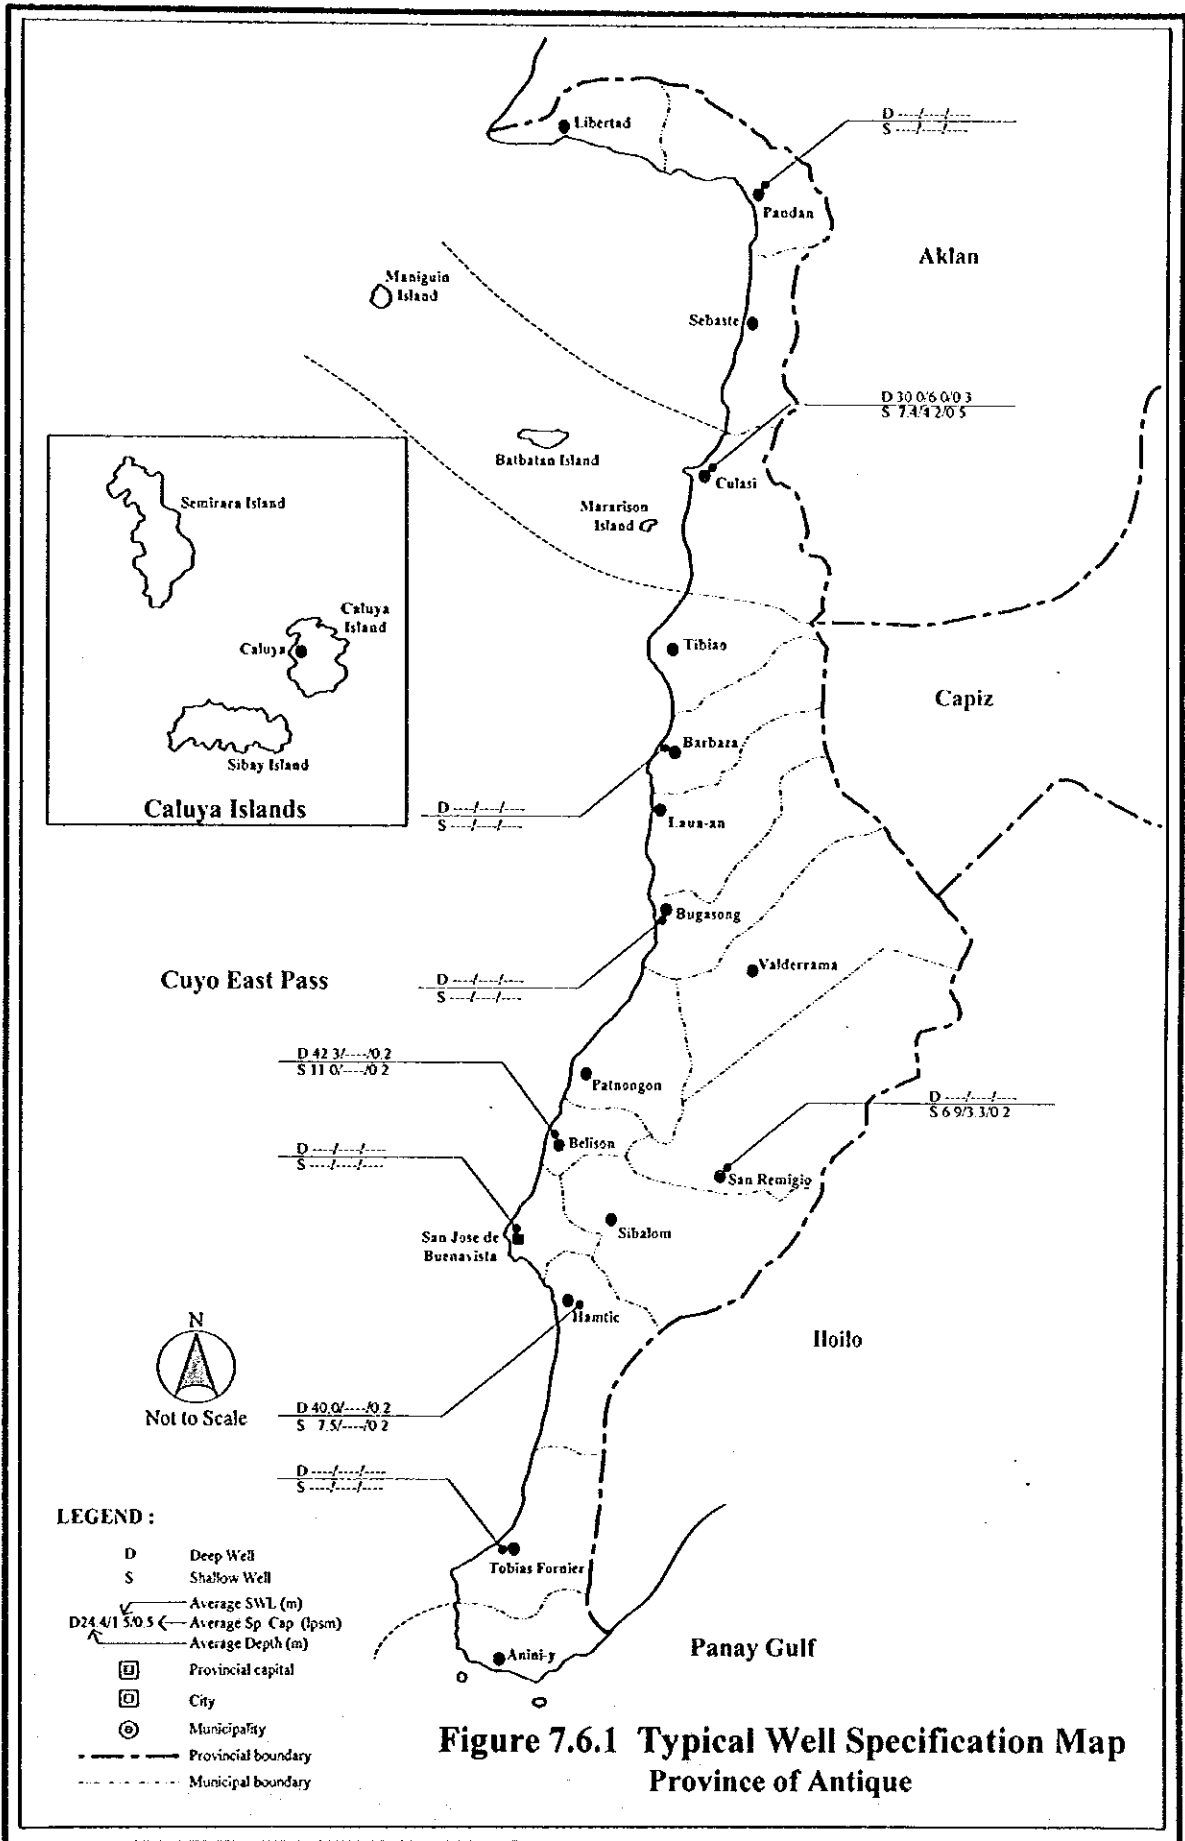 Libertad
D ----/----/----
S ----/----/----
Pandan
Aklan
Maniguin
Island
Sebaste
D 30.0/6.0/0.3
S 7.4/4.2/0.5
Batbatan Island
Culasi
Mararison
Island
Semirara Island
Caluya
Island
Caluya
Sibay Island
Caluya Islands
Tibiao
Capiz
Barbaza
D ----/----/----
S ----/----/----
Laua-an
Bugasong
Cuyo East Pass
D ----/----/----
S ----/----/----
Valderrama
D 42.3/----/0.2
S 11.0/----/0.2
Patnongon
D ----/----/----
S 6.9/3.3/0.2
Belison
D ----/----/----
S ----/----/----
San Remigio
San Jose de
Buenavista
Sibalom
Hamtic
Iloilo
N
Not to Scale
D 40.0/----/0.2
S 7.5/----/0.2
D ----/----/----
S ----/----/----
Tobias Fornier
Anini-y
Panay Gulf
LEGEND :
D Deep Well
S Shallow Well
Average SWL (m)
D24.4/1.5/0.5 Average Sp. Cap. (lpsm)
Average Depth (m)
Provincial capital
City
Municipality
Provincial boundary
Municipal boundary
Figure 7.6.1 Typical Well Specification Map
Province of Antique